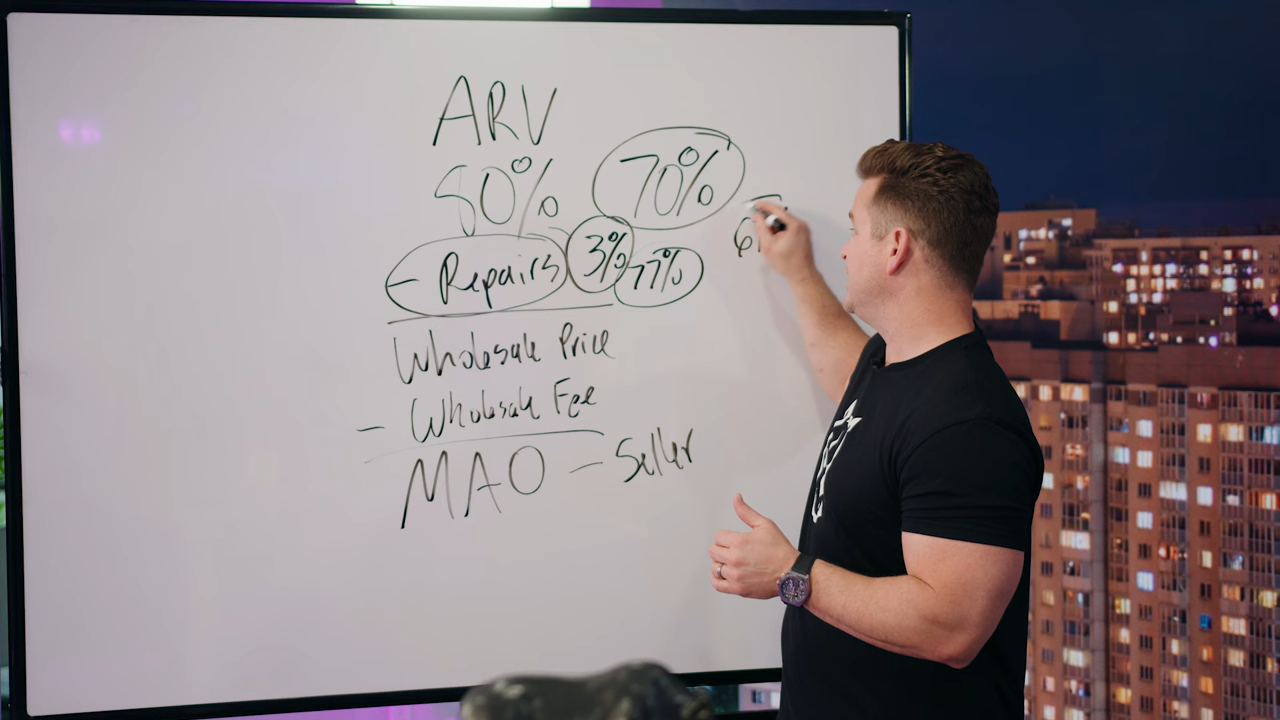 ARV
80% 70%
- Repairs 3% 77%
Wholesale Price
- Wholesale Fee
MAO - Seller